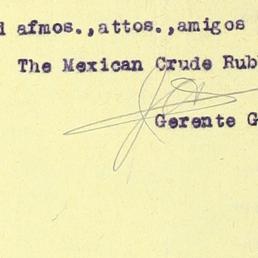 d afmos.,attos.,amigos
The Mexican Crude Rub
Gerente G